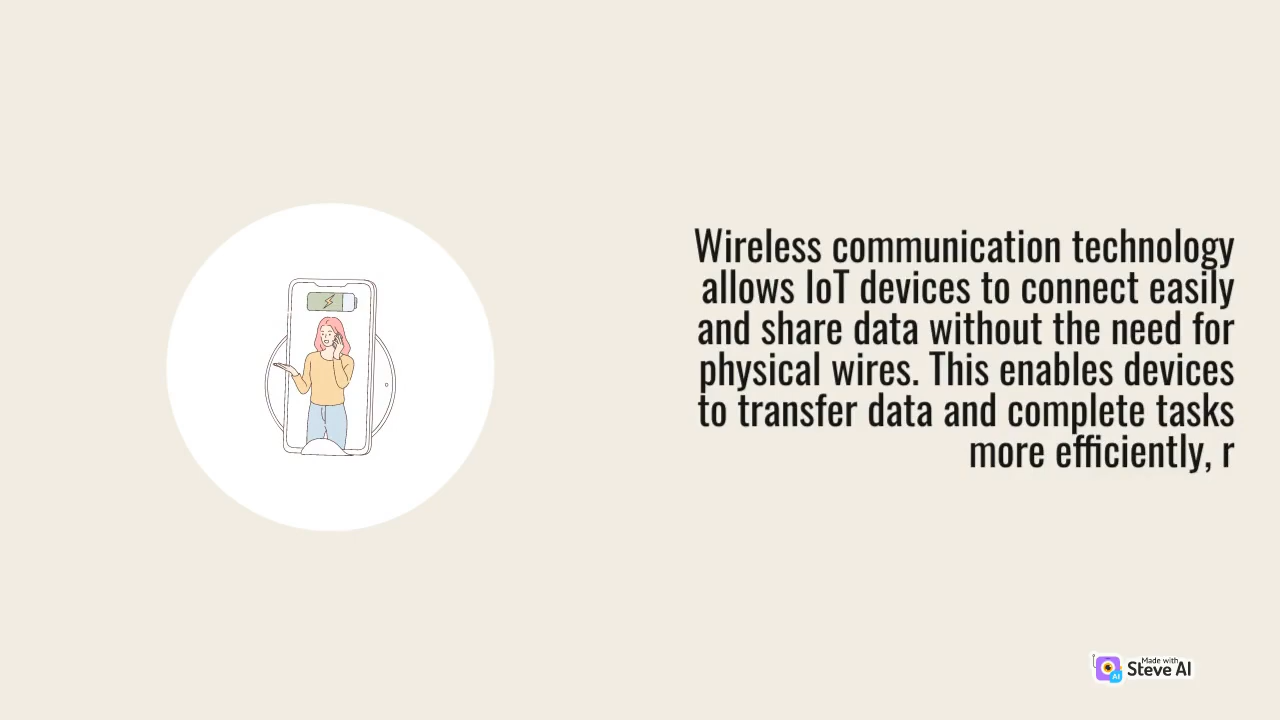 Wireless communication technology
allows IoT devices to connect easily
and share data without the need for
physical wires. This enables devices
to transfer data and complete tasks
more efficiently, r
Made with
Steve AI
AI